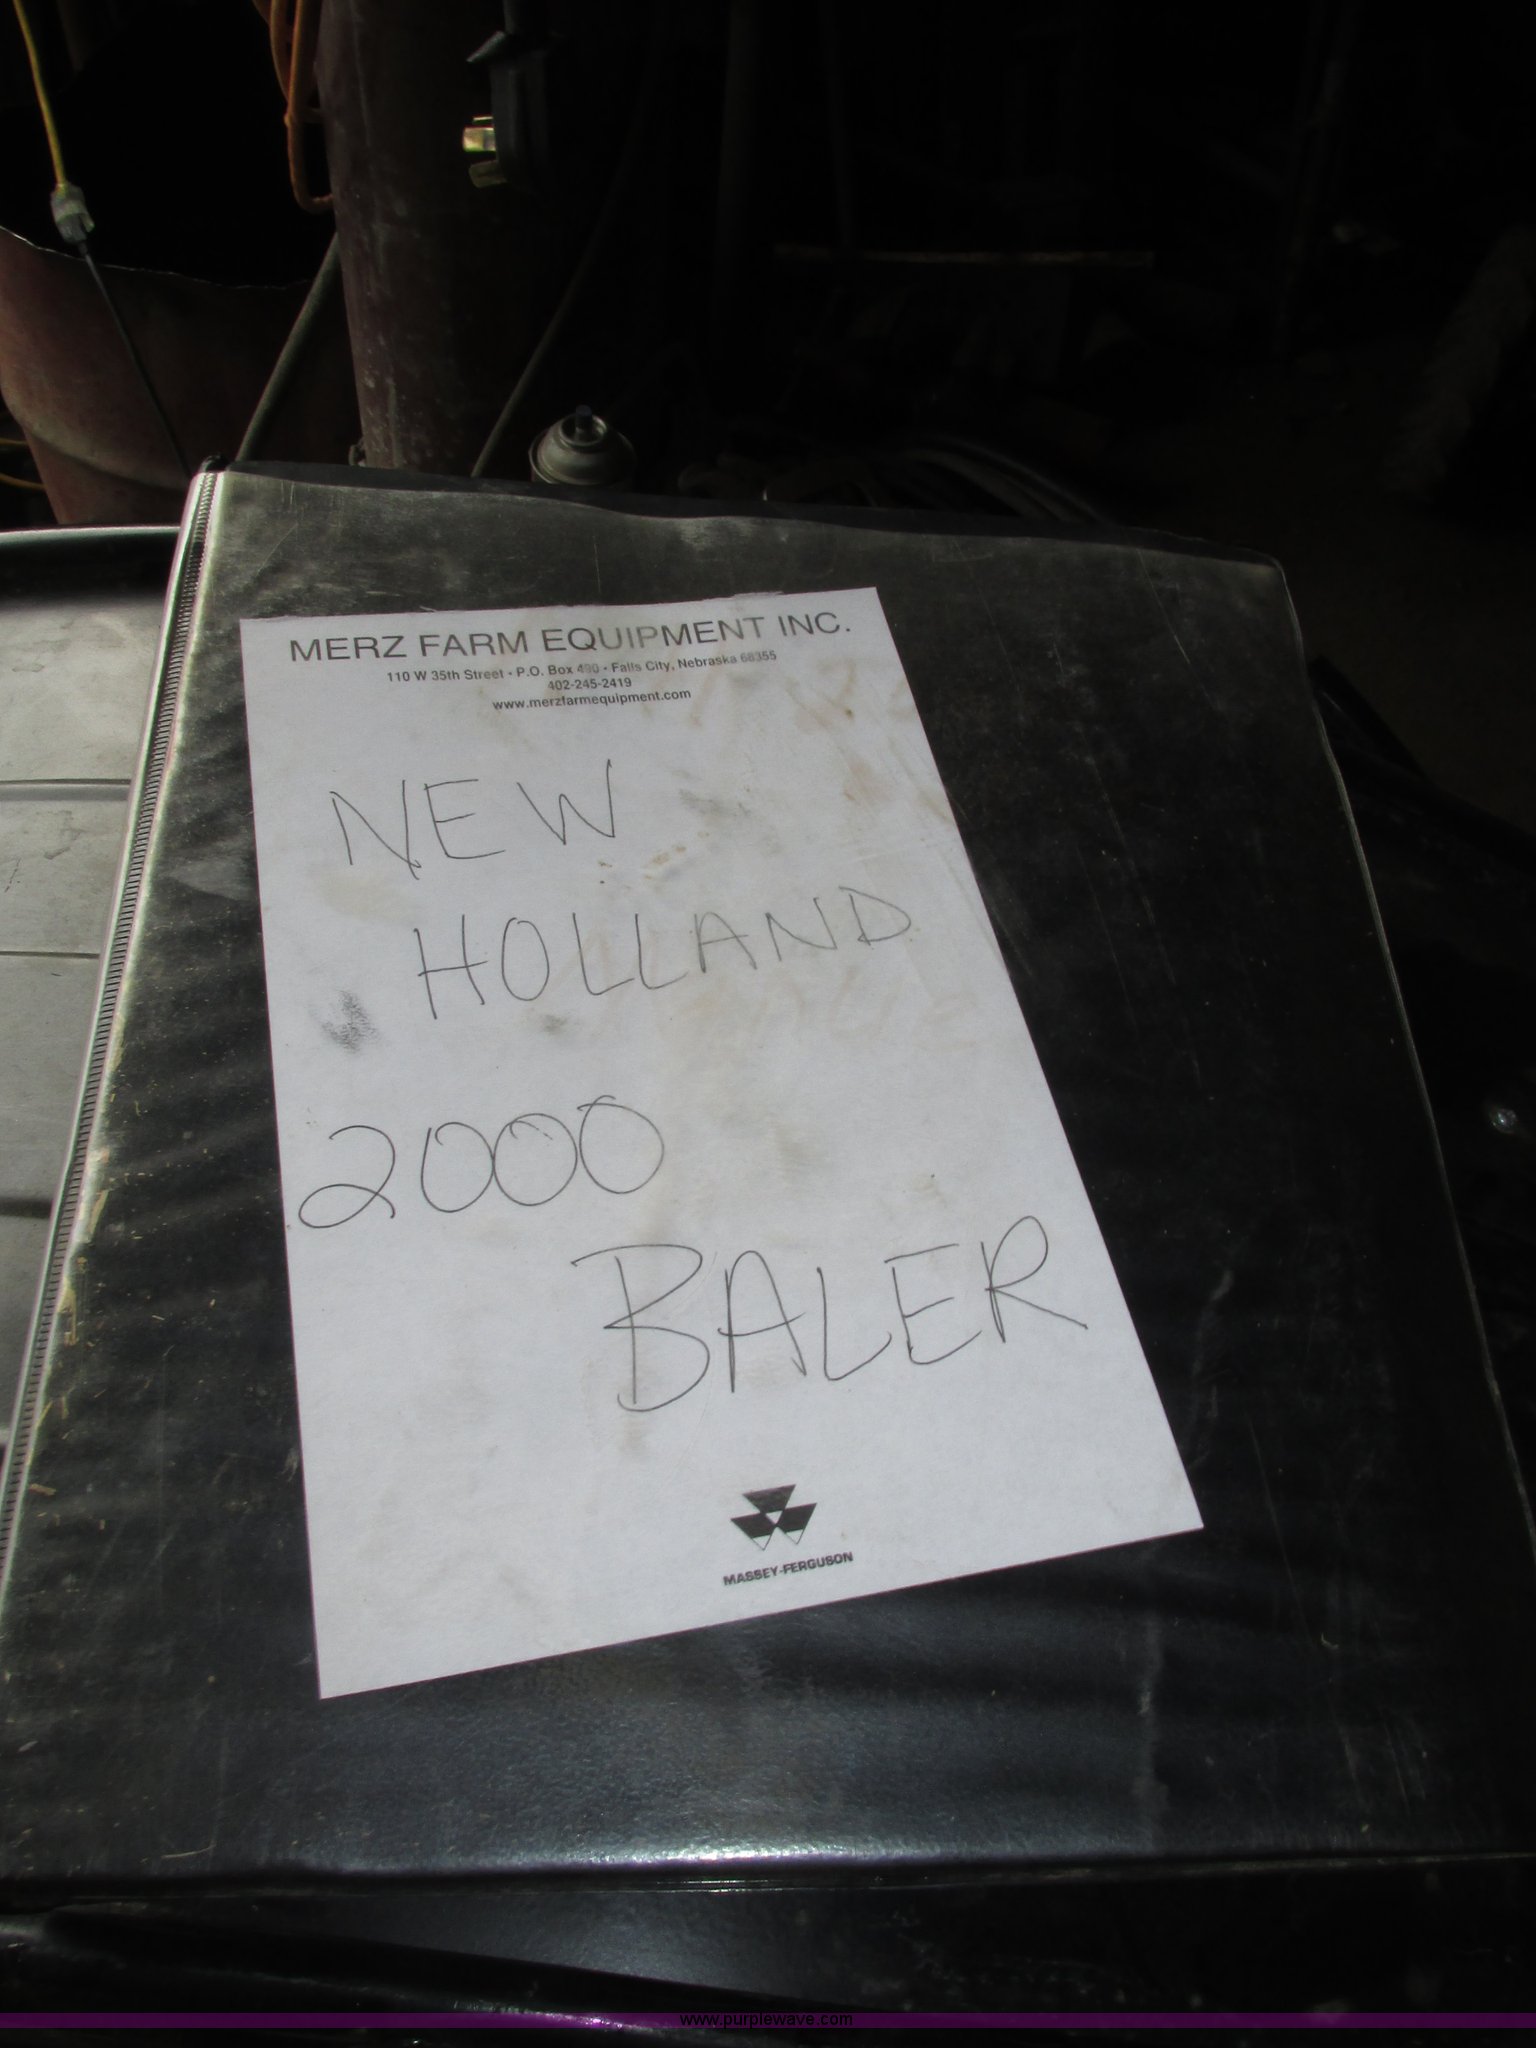 MERZ FARM EQUIPMENT INC.
110 W 35th Street • P.O. Box 490 • Falls City, Nebraska 68355
402-245-2419
www.merzfarmequipment.com
NEW
HOLLAND
2000
BALER
MASSEY-FERGUSON
www.purplewave.com